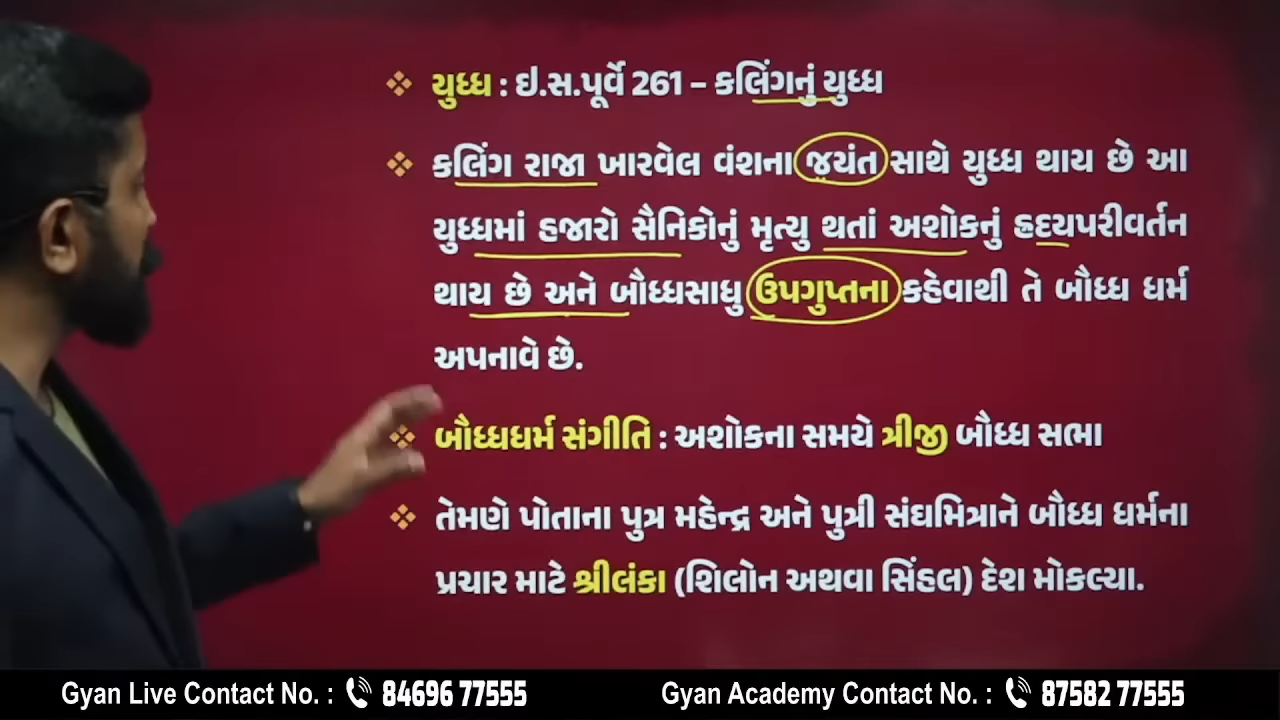 ❖ યુધ્ધ : ઇ.સ.પૂર્વે 261 – કલિંગનું યુધ્ધ
❖ કલિંગ રાજા ખારવેલ વંશના જયંત સાથે યુધ્ધ થાય છે આ
યુધ્ધમાં હજારો સૈનિકોનું મૃત્યુ થતાં અશોકનું હ્રદયપરીવર્તન
થાય છે અને બૌધ્ધસાધુ ઉપગુપ્તના કહેવાથી તે બૌધ્ધ ધર્મ
અપનાવે છે.
❖ બૌધ્ધધર્મ સંગીતિ : અશોકના સમયે ત્રીજી બૌધ્ધ સભા
❖ તેમણે પોતાના પુત્ર મહેન્દ્ર અને પુત્રી સંઘમિત્રાને બૌધ્ધ ધર્મના
પ્રચાર માટે શ્રીલંકા (શિલોન અથવા સિંહલ) દેશ મોકલ્યા.
Gyan Live Contact No. : 84696 77555
Gyan Academy Contact No. : 87582 77555